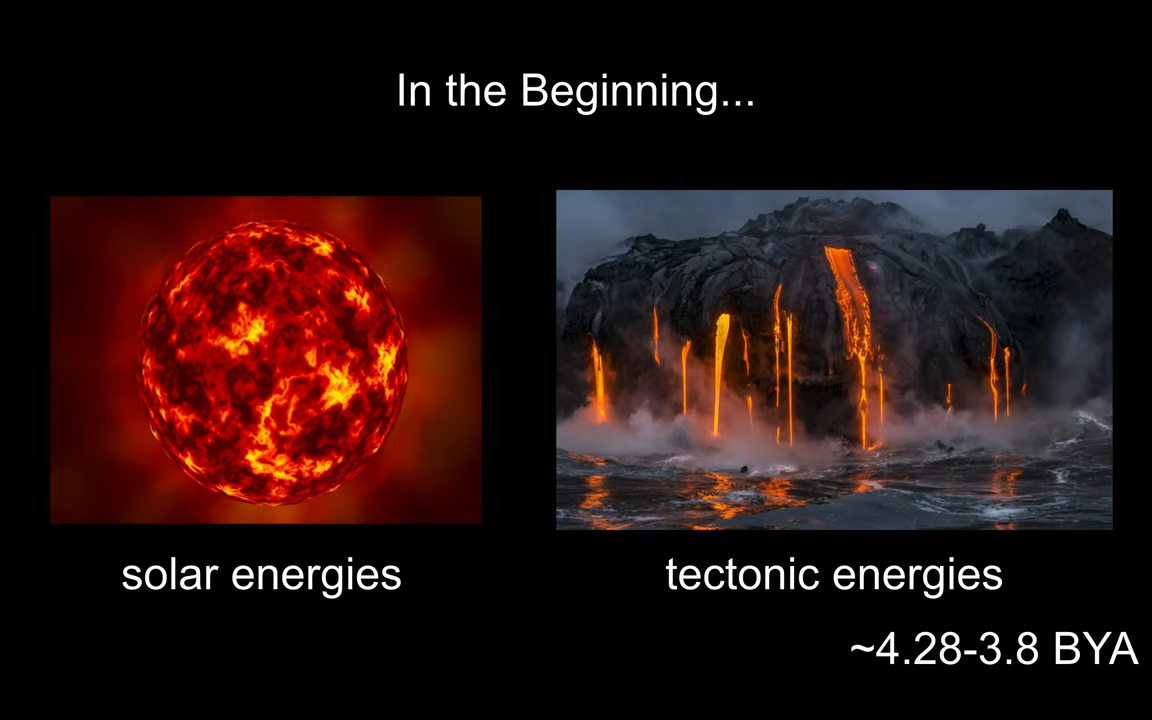 In the Beginning...
solar energies
tectonic energies
~4.28-3.8 BYA